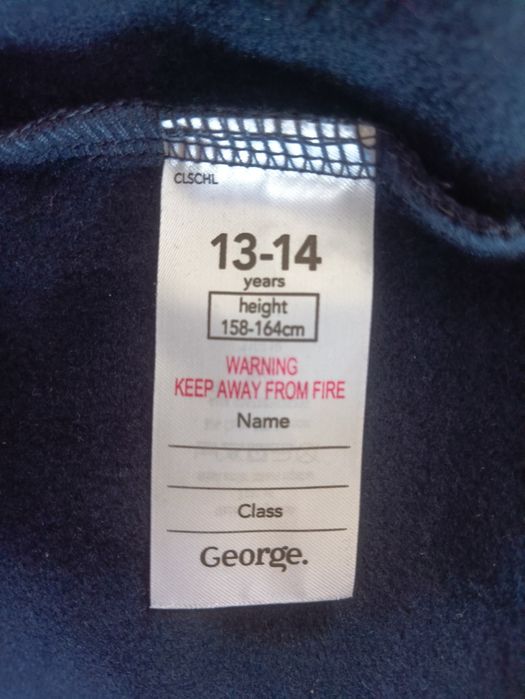 CLSCHL
13-14
years
height
158-164cm
WARNING
KEEP AWAY FROM FIRE
Name
Class
George.